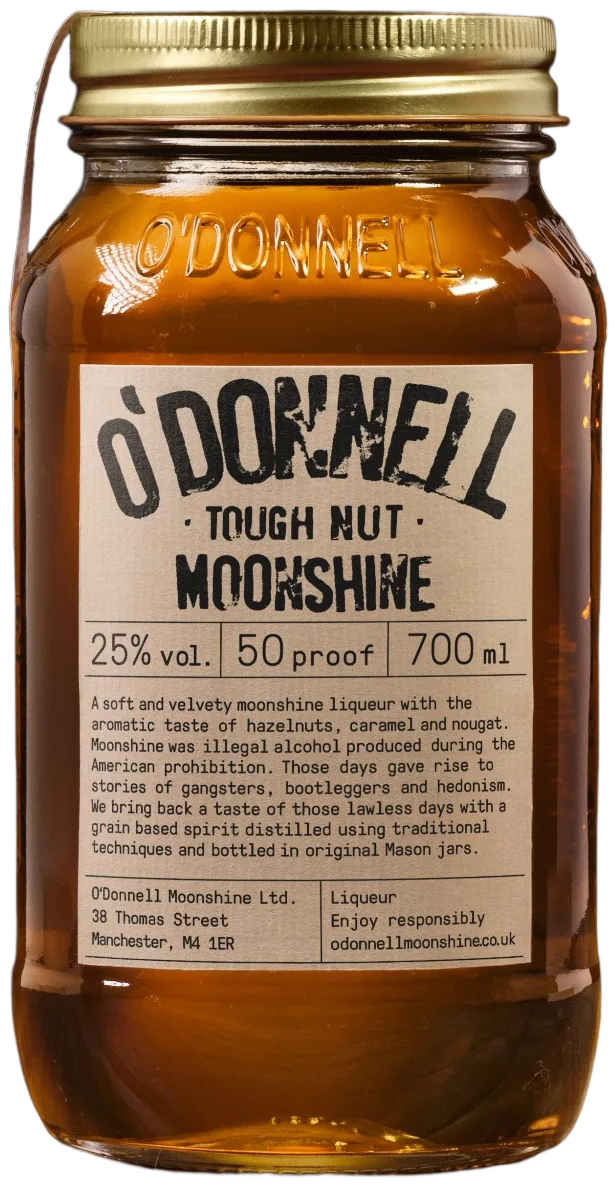 O'DONNELL
O'DONNELL
· TOUGH NUT ·
MOONSHINE
25% vol. 50 proof 700 ml
A soft and velvety moonshine liqueur with the
aromatic taste of hazelnuts, caramel and nougat.
Moonshine was illegal alcohol produced during the
American prohibition. Those days gave rise to
stories of gangsters, bootleggers and hedonism.
We bring back a taste of those lawless days with a
grain based spirit distilled using traditional
techniques and bottled in original Mason jars.
O'Donnell Moonshine Ltd.
38 Thomas Street
Manchester, M4 1ER
Liqueur
Enjoy responsibly
odonnellmoonshine.co.uk